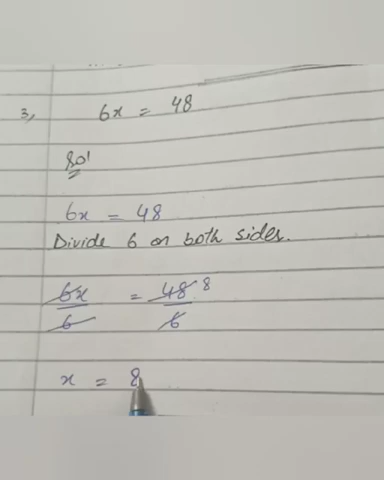 3, 6x = 48
Sol
6x = 48
Divide 6 on both sides.
6x = 48 8
6 6
x = 8